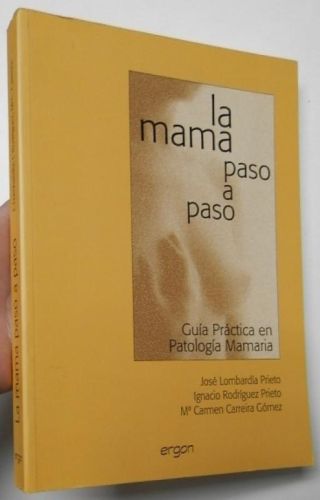 la
mama
paso
a
paso
Guía Práctica en
Patología Mamaria
José Lombardía Prieto
Ignacio Rodríguez Prieto
Mª Carmen Carreira Gómez
ergon
La mama paso a paso